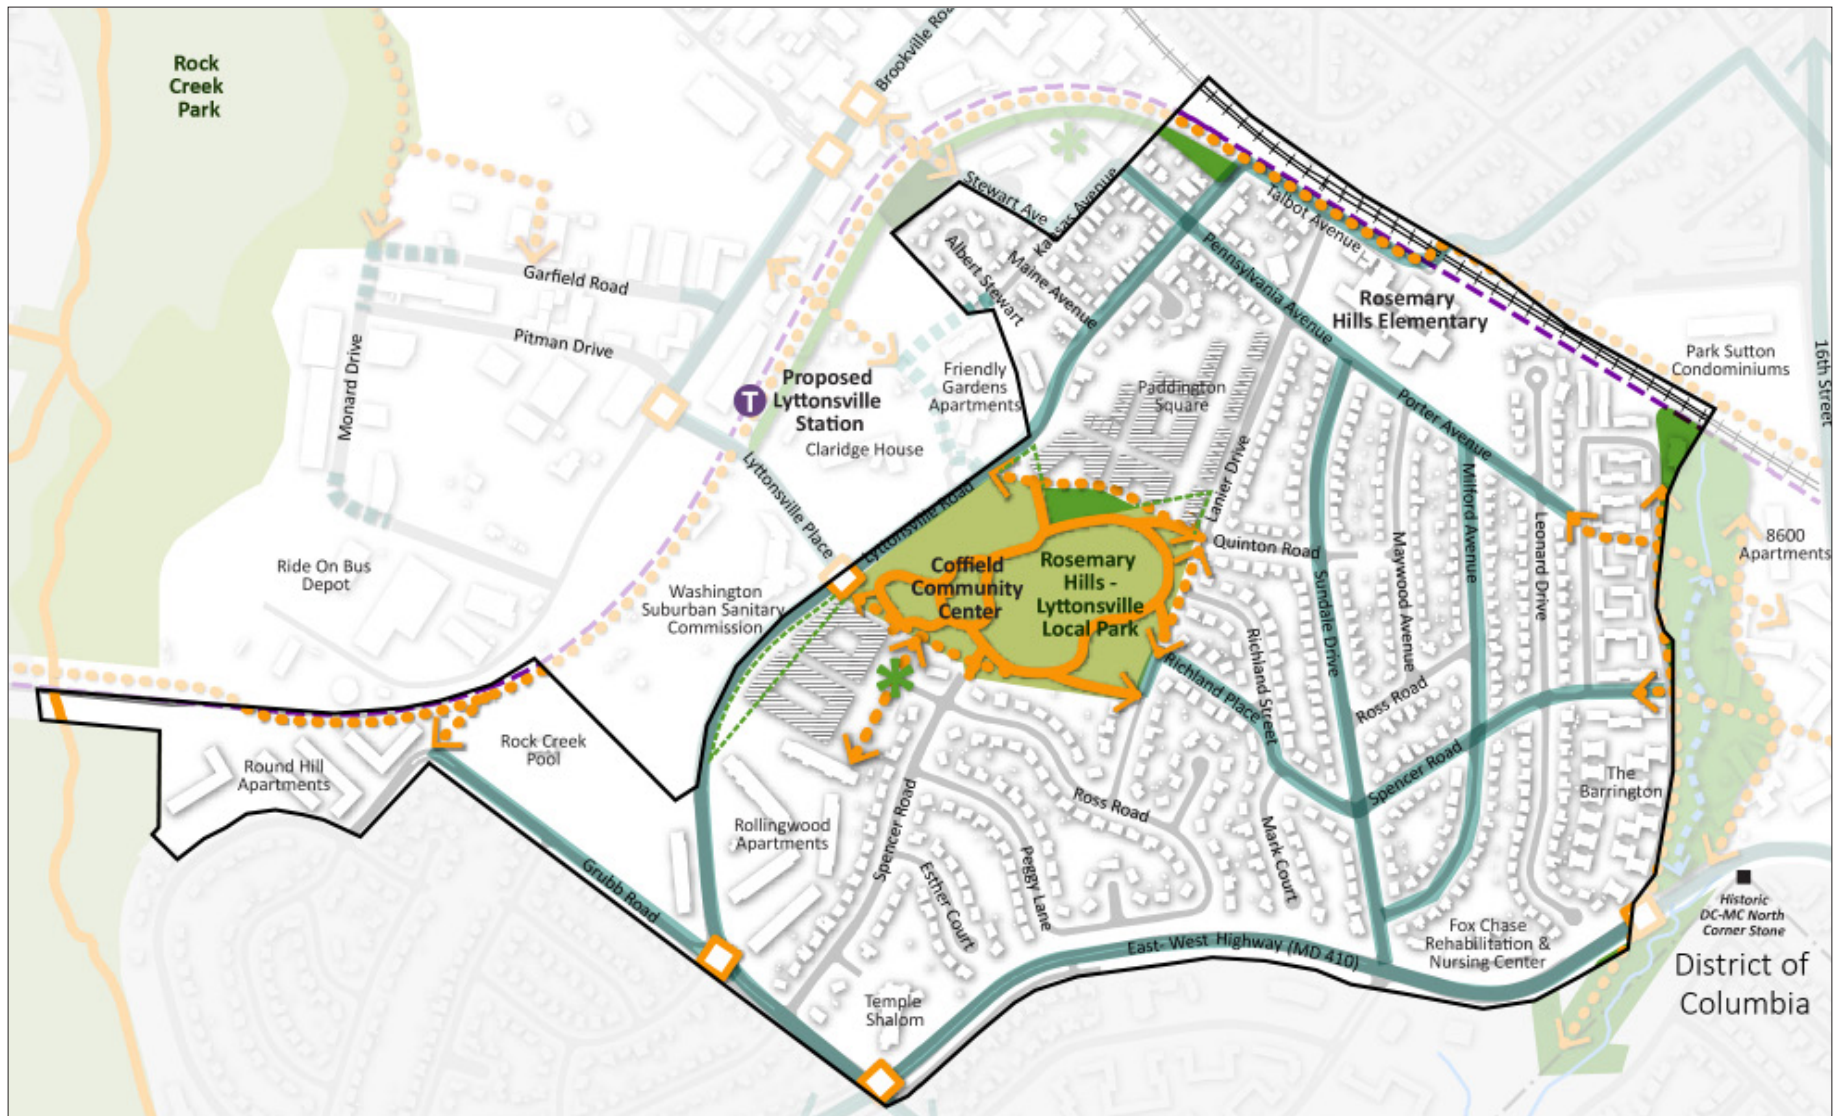 Rock
Creek
Park
Brookville Roa
Stewart Ave
Kansas Avenue
Albert Stewart
Maine Avenue
Talbot Avenue
Pennsylvania Avenue
Rosemary
Hills Elementary
Garfield Road
Pitman Drive
Monard Drive
Park Sutton
Condominiums
16th Street
Friendly
Gardens
Apartments
Paddington
Square
T
Proposed
Lyttonsville
Station
Claridge House
Porter Avenue
Lanier Drive
Lyttonsville Place
Lyttonsville Road
Milford Avenue
Leonard Drive
Maywood Avenue
Quinton Road
Sundale Drive
8600
Apartments
Ride On Bus
Depot
Washington
Suburban Sanitary
Commission
Coffield
Community
Center
Rosemary
Hills -
Lyttonsville
Local Park
Richland Place
Richland Street
Ross Road
Spencer Road
Rock Creek
Pool
Round Hill
Apartments
The
Barrington
Rollingwood
Apartments
Spencer Road
Ross Road
Peggy Lane
Esther Court
Mark Court
Grubb Road
East-West Highway (MD 410)
Fox Chase
Rehabilitation &
Nursing Center
Historic
DC-MC North
Corner Stone
District of
Columbia
Temple
Shalom